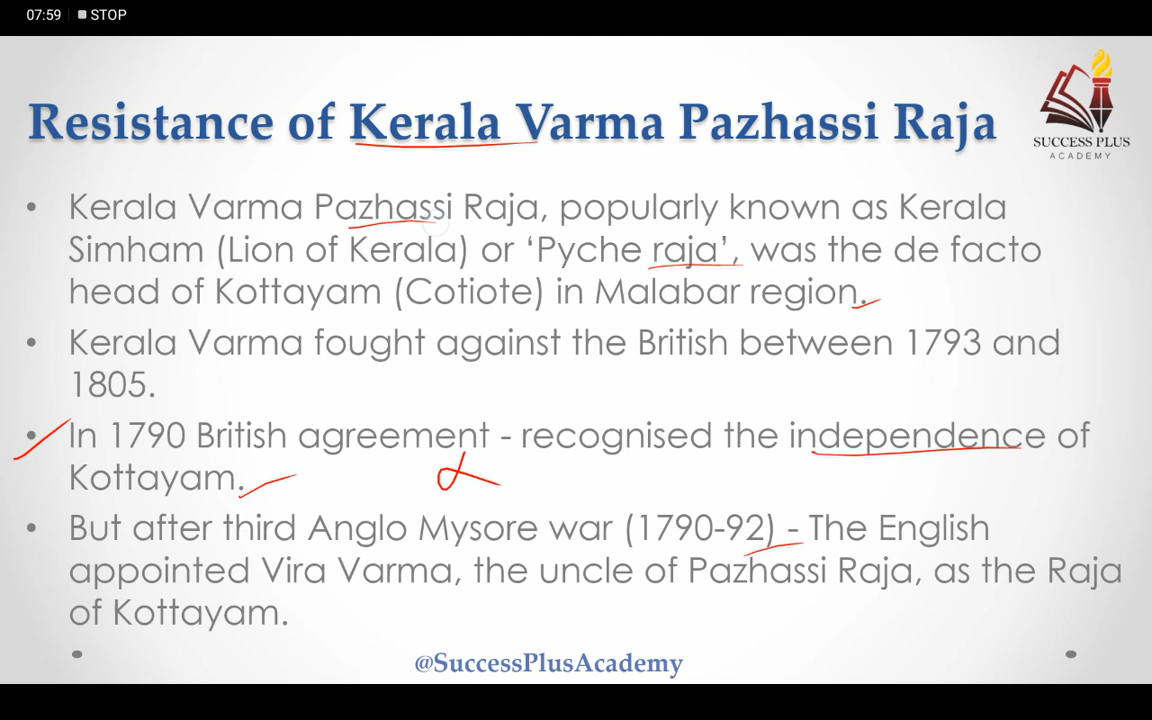 07:59 STOP
SUCCESS PLUS
ACADEMY
Resistance of Kerala Varma Pazhassi Raja
• Kerala Varma Pazhassi Raja, popularly known as Kerala
Simham (Lion of Kerala) or ‘Pyche raja’, was the de facto
head of Kottayam (Cotiote) in Malabar region.
• Kerala Varma fought against the British between 1793 and
1805.
• In 1790 British agreement - recognised the independence of
Kottayam.
• But after third Anglo Mysore war (1790-92) - The English
appointed Vira Varma, the uncle of Pazhassi Raja, as the Raja
of Kottayam.
@SuccessPlusAcademy